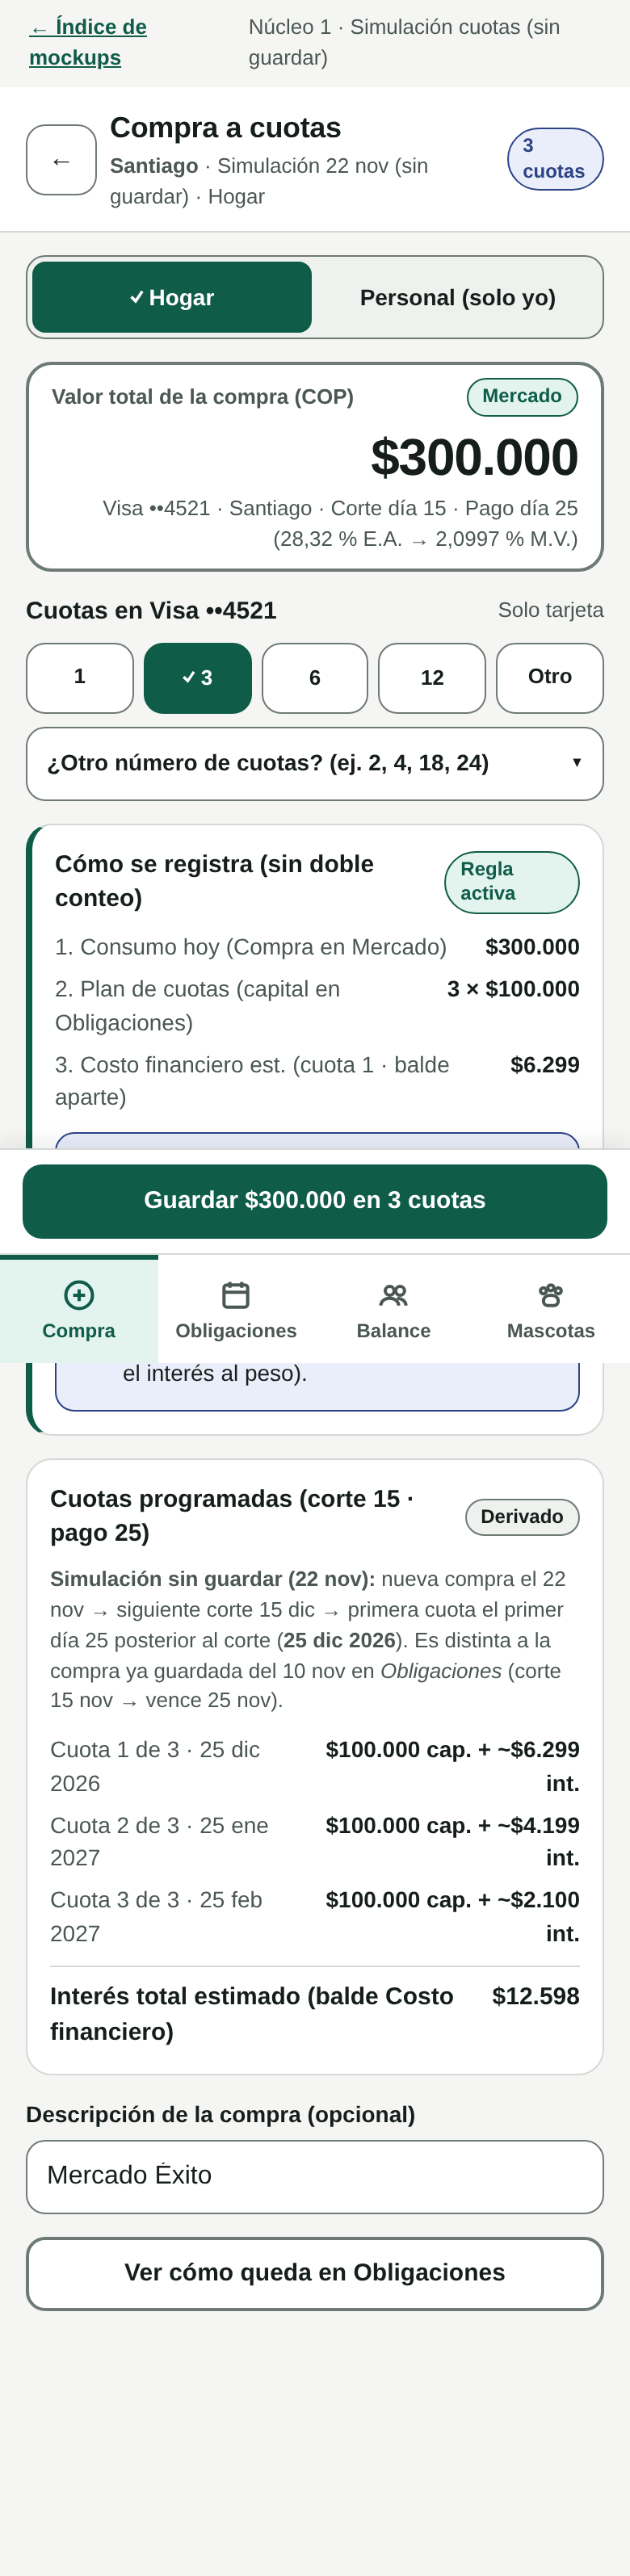 ← Índice de
mockups
Núcleo 1 · Simulación cuotas (sin
guardar)
←
Compra a cuotas
Santiago · Simulación 22 nov (sin
guardar) · Hogar
3
cuotas
✓ Hogar
Personal (solo yo)
Valor total de la compra (COP)
Mercado
$300.000
Visa ••4521 · Santiago · Corte día 15 · Pago día 25
(28,32 % E.A. → 2,0997 % M.V.)
Cuotas en Visa ••4521
Solo tarjeta
1
✓ 3
6
12
Otro
¿Otro número de cuotas? (ej. 2, 4, 18, 24) ▾
Cómo se registra (sin doble
conteo)
Regla
activa
1. Consumo hoy (Compra en Mercado) $300.000
2. Plan de cuotas (capital en 3 × $100.000
Obligaciones)
3. Costo financiero est. (cuota 1 · balde $6.299
aparte)
Guardar $300.000 en 3 cuotas
Compra
Obligaciones
Balance
Mascotas
el interés al peso).
Cuotas programadas (corte 15 ·
pago 25)
Derivado
Simulación sin guardar (22 nov): nueva compra el 22
nov → siguiente corte 15 dic → primera cuota el primer
día 25 posterior al corte (25 dic 2026). Es distinta a la
compra ya guardada del 10 nov en Obligaciones (corte
15 nov → vence 25 nov).
Cuota 1 de 3 · 25 dic
2026
$100.000 cap. + ~$6.299
int.
Cuota 2 de 3 · 25 ene
2027
$100.000 cap. + ~$4.199
int.
Cuota 3 de 3 · 25 feb
2027
$100.000 cap. + ~$2.100
int.
Interés total estimado (balde Costo
financiero)
$12.598
Descripción de la compra (opcional)
Mercado Éxito
Ver cómo queda en Obligaciones